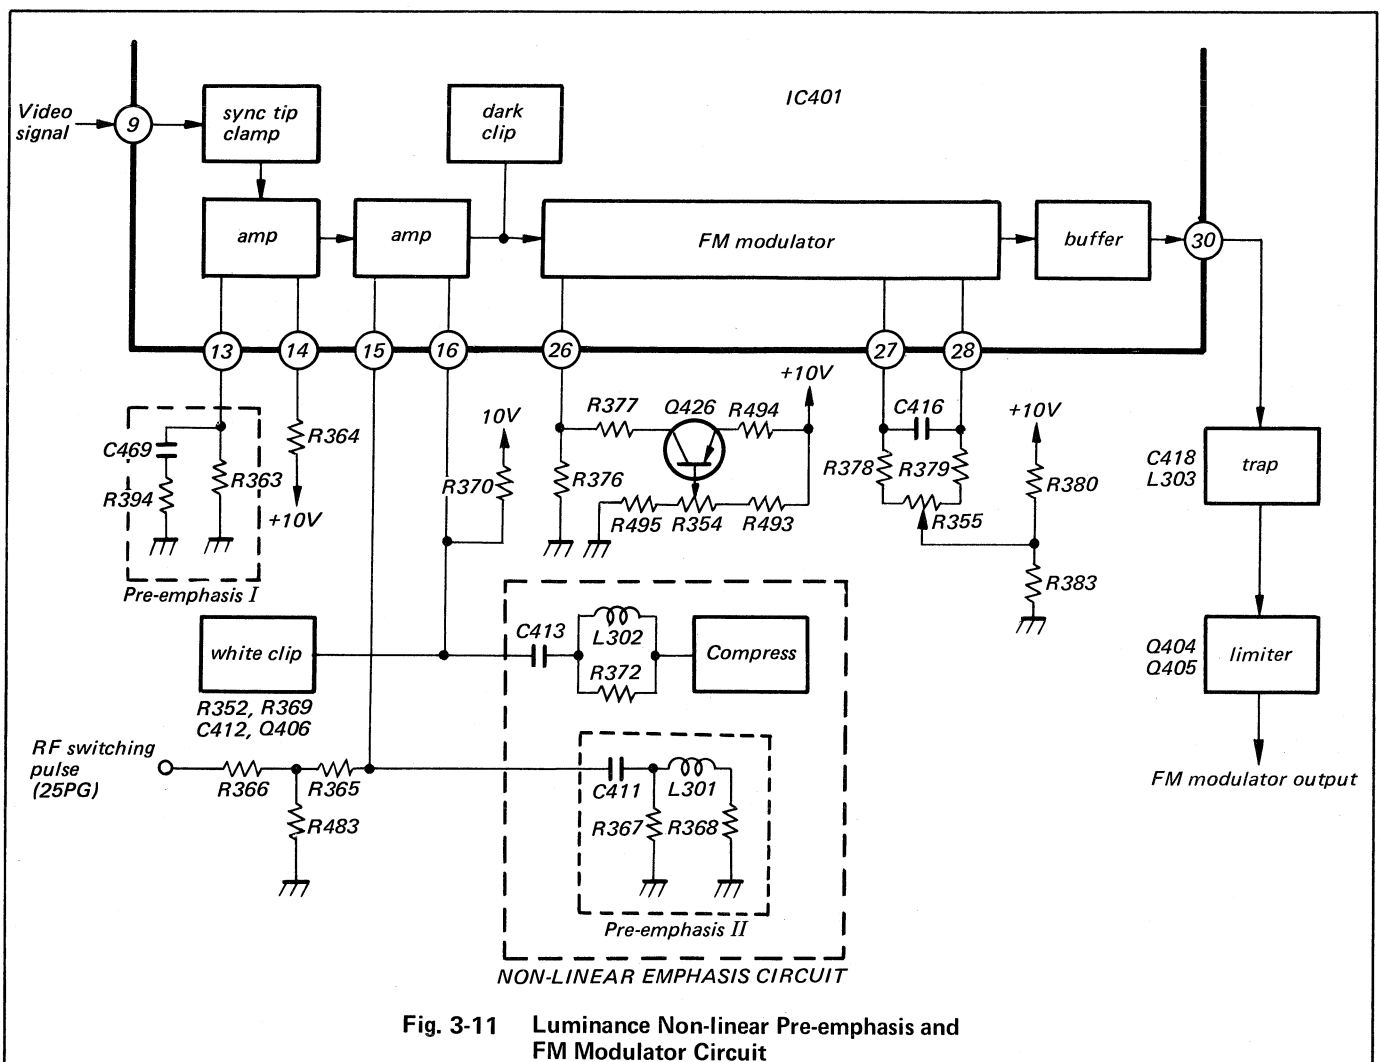 IC401
Video
signal
9
sync tip
clamp
dark
clip
amp
amp
FM modulator
buffer
30
13
14
15
16
26
27
28
+10V
10V
R377
Q426
R494
C416
+10V
C469
R364
R394
R363
R370
R376
R378
R379
R380
+10V
R495
R354
R493
R355
R383
C418
L303
trap
Pre-emphasis I
white clip
R352, R369
C412, Q406
C413
L302
R372
Compress
Q404
Q405
limiter
RF switching
pulse
(25PG)
R366
R365
R483
C411
L301
R367
R368
FM modulator output
Pre-emphasis II
NON-LINEAR EMPHASIS CIRCUIT
Fig. 3-11 Luminance Non-linear Pre-emphasis and
FM Modulator Circuit